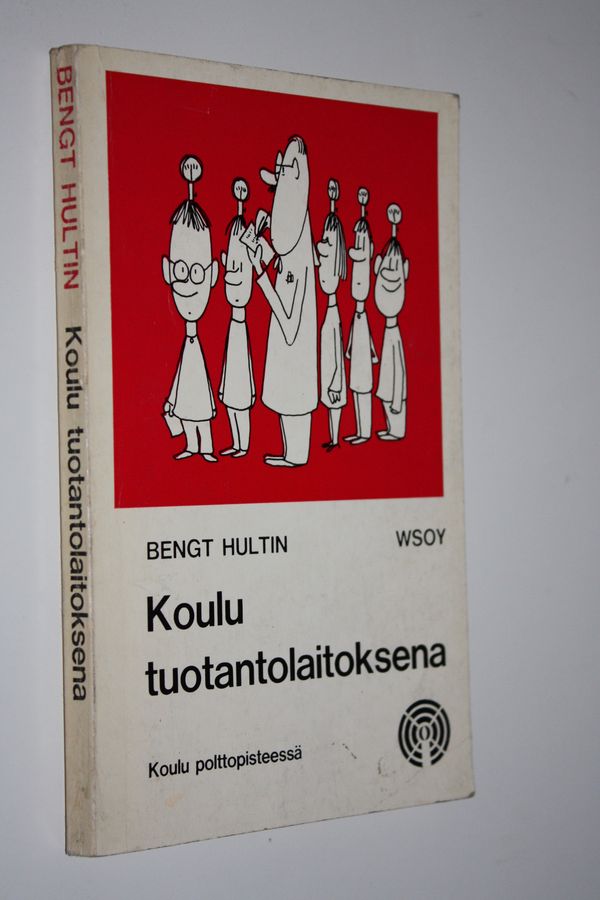 BENGT HULTIN Koulu tuotantolaitoksena
BENGT HULTIN WSOY
Koulu
tuotantolaitoksena
Koulu polttopisteessä